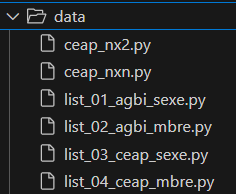 data
ceap_nx2.py
ceap_nxn.py
list_01_agbi_sexe.py
list_02_agbi_mbre.py
list_03_ceap_sexe.py
list_04_ceap_mbre.py